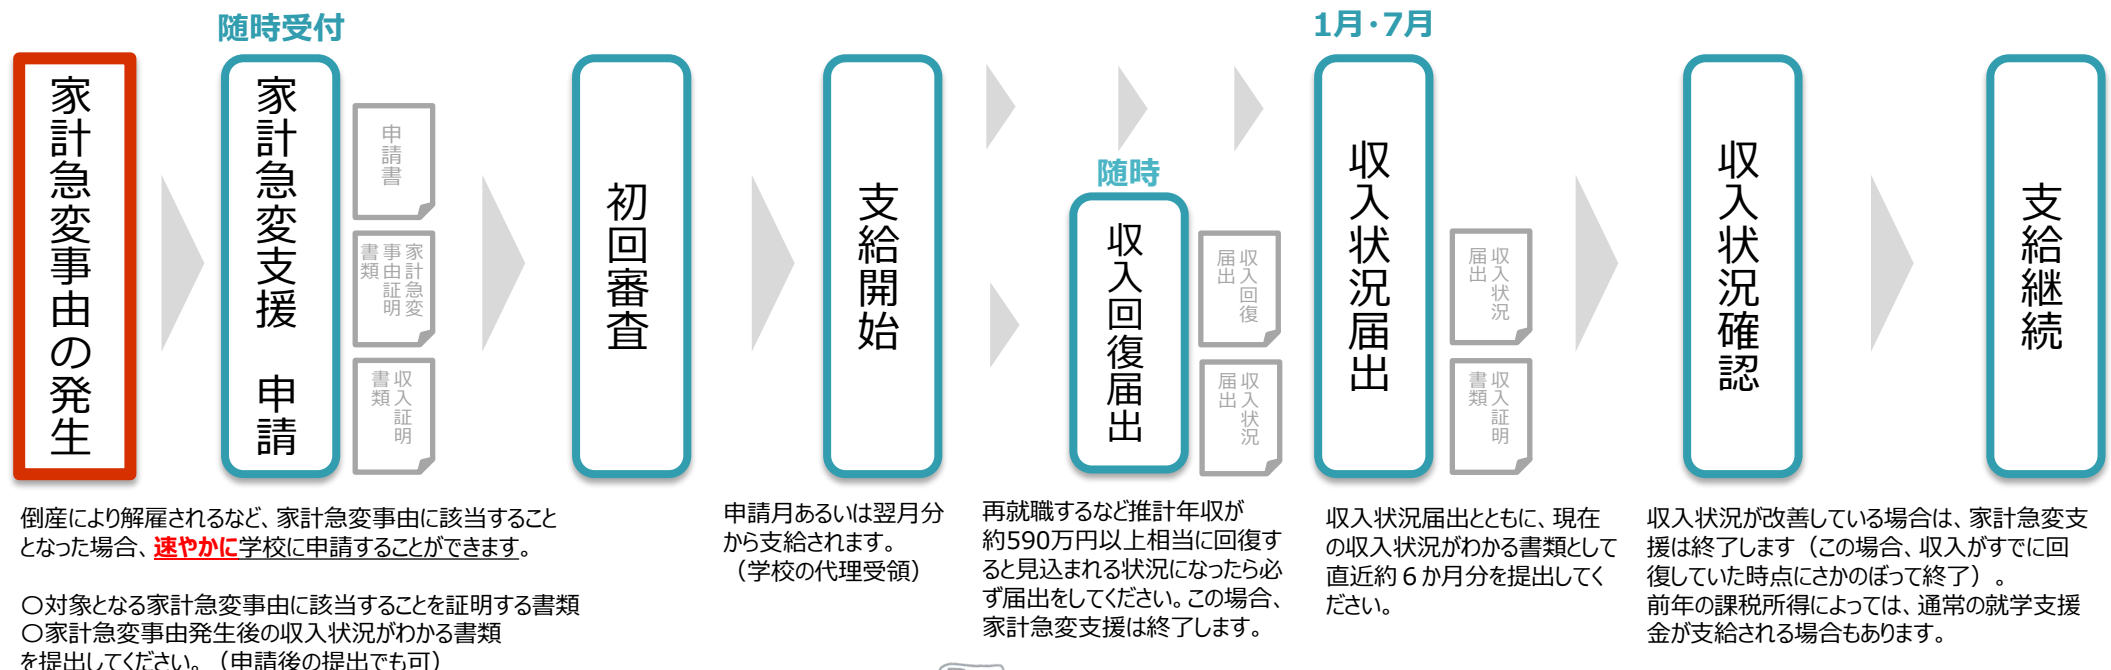 随時受付
1月・7月
家計急変事由の発生
家計急変支援 申請
申請書
家計急変
事由証明
書類
収入証明
書類
初回審査
支給開始
随時
収入回復届出
収入回復
届出
収入状況
届出
収入状況届出
収入状況
届出
収入証明
書類
収入状況確認
支給継続
倒産により解雇されるなど、家計急変事由に該当すること
となった場合、速やかに学校に申請することができます。
〇対象となる家計急変事由に該当することを証明する書類
〇家計急変事由発生後の収入状況がわかる書類
を提出してください。（申請後の提出でも可）
申請月あるいは翌月分
から支給されます。
（学校の代理受領）
再就職するなど推計年収が
約590万円以上相当に回復す
ると見込まれる状況になったら必
ず届出をしてください。この場合、
家計急変支援は終了します。
収入状況届出とともに、現在
の収入状況がわかる書類として
直近約６か月分を提出してく
ださい。
収入状況が改善している場合は、家計急変支
援は終了します（この場合、収入がすでに回
復していた時点にさかのぼって終了）。
前年の課税所得によっては、通常の就学支援
金が支給される場合もあります。